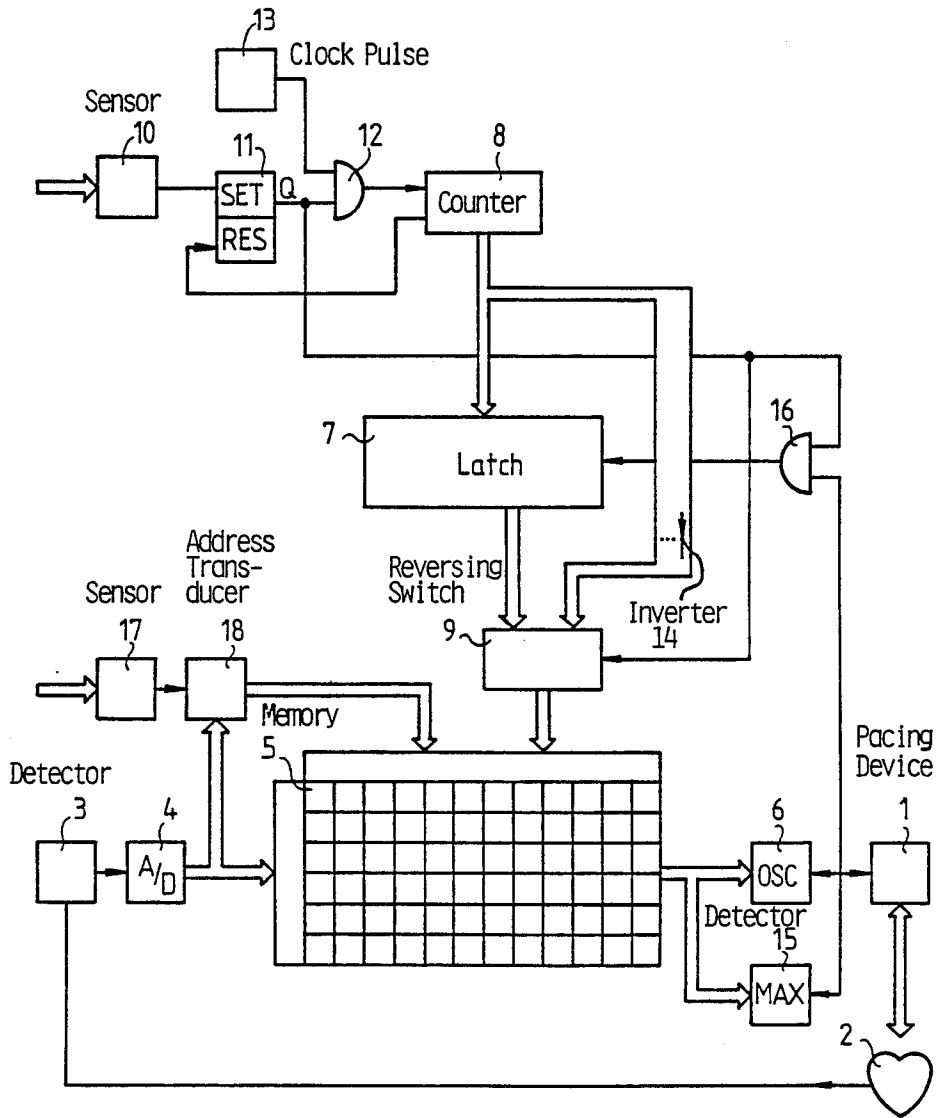 13
Clock Pulse
Sensor
10
11
12
8
SET
Q
Counter
RES
7
Latch
16
Address
Trans-
ducer
Reversing
Switch
Sensor
17
18
9
Inverter
14
Memory
5
Pacing
Device
Detector
3
4
6
1
A/D
OSC
Detector
15
MAX
2